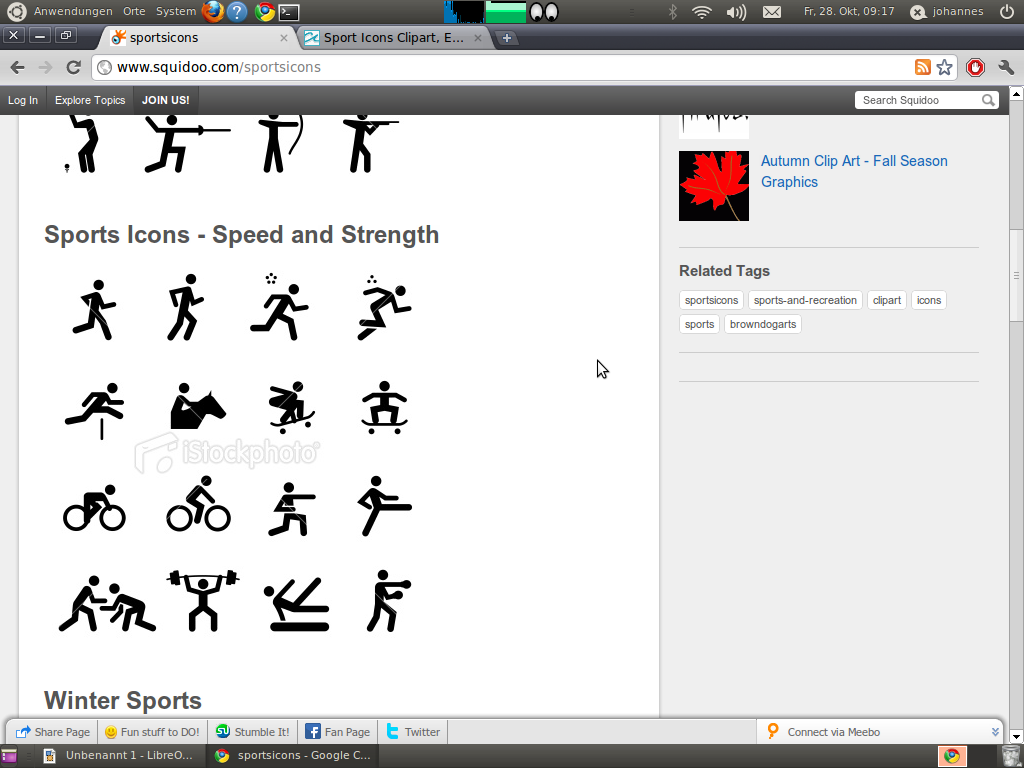 Anwendungen Orte System ? Fr, 28. Okt, 09:17 johannes
sportsicons
Sport Icons Clipart, E...
www.squidoo.com/sportsicons
Log In Explore Topics JOIN US! Search Squidoo
Autumn Clip Art - Fall Season
Graphics
Sports Icons - Speed and Strength
Related Tags
sportsicons sports-and-recreation clipart icons
sports browndogarts
iStockphoto
Winter Sports
Share Page Fun stuff to DO! Stumble It! Fan Page Twitter Connect via Meebo
Unbenannt 1 - LibreO... sportsicons - Google C...